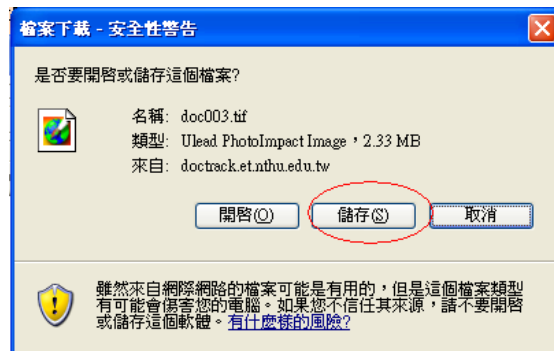 檔案下載 - 安全性警告
是否要開啓或儲存這個檔案?
名稱: doc003.tif
類型: Ulead PhotoImpact Image，2.33 MB
來自: doctrack.et.nthu.edu.tw
開啓(O) 儲存(S) 取消
雖然來自網際網路的檔案可能是有用的，但是這個檔案類型
有可能會傷害您的電腦。如果您不信任其來源，請不要開啓
或儲存這個軟體。有什麼樣的風險?